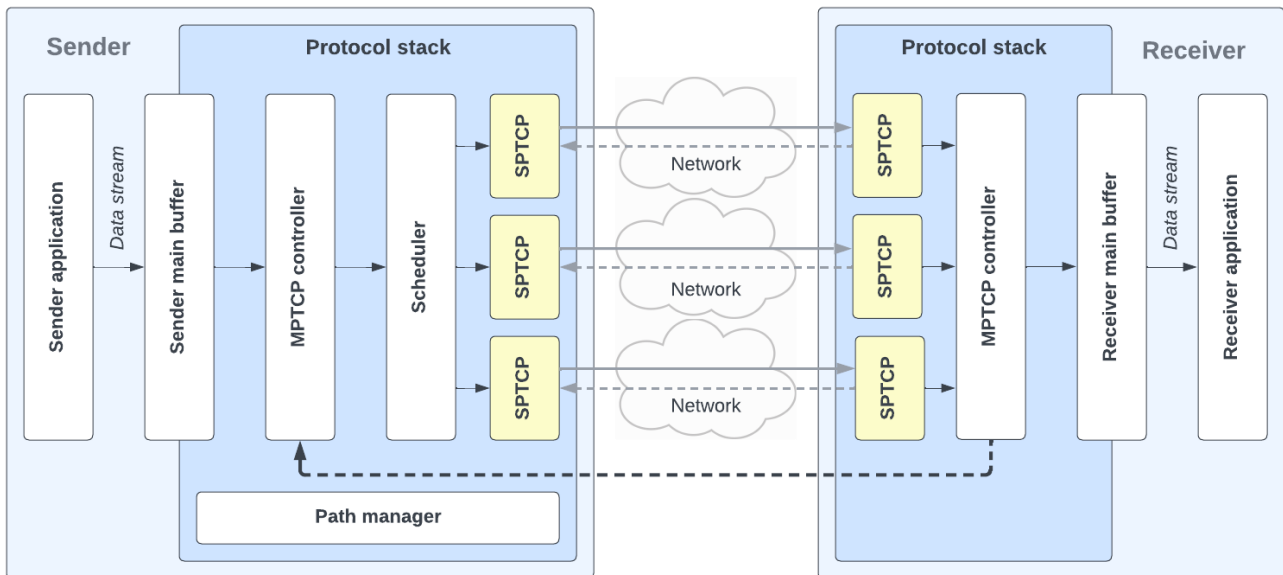 Sender
Protocol stack
Sender application
Data stream
Sender main buffer
MPTCP controller
Scheduler
SPTCP
SPTCP
SPTCP
Path manager
Network
Network
Network
Protocol stack
Receiver
SPTCP
SPTCP
SPTCP
MPTCP controller
Receiver main buffer
Data stream
Receiver application